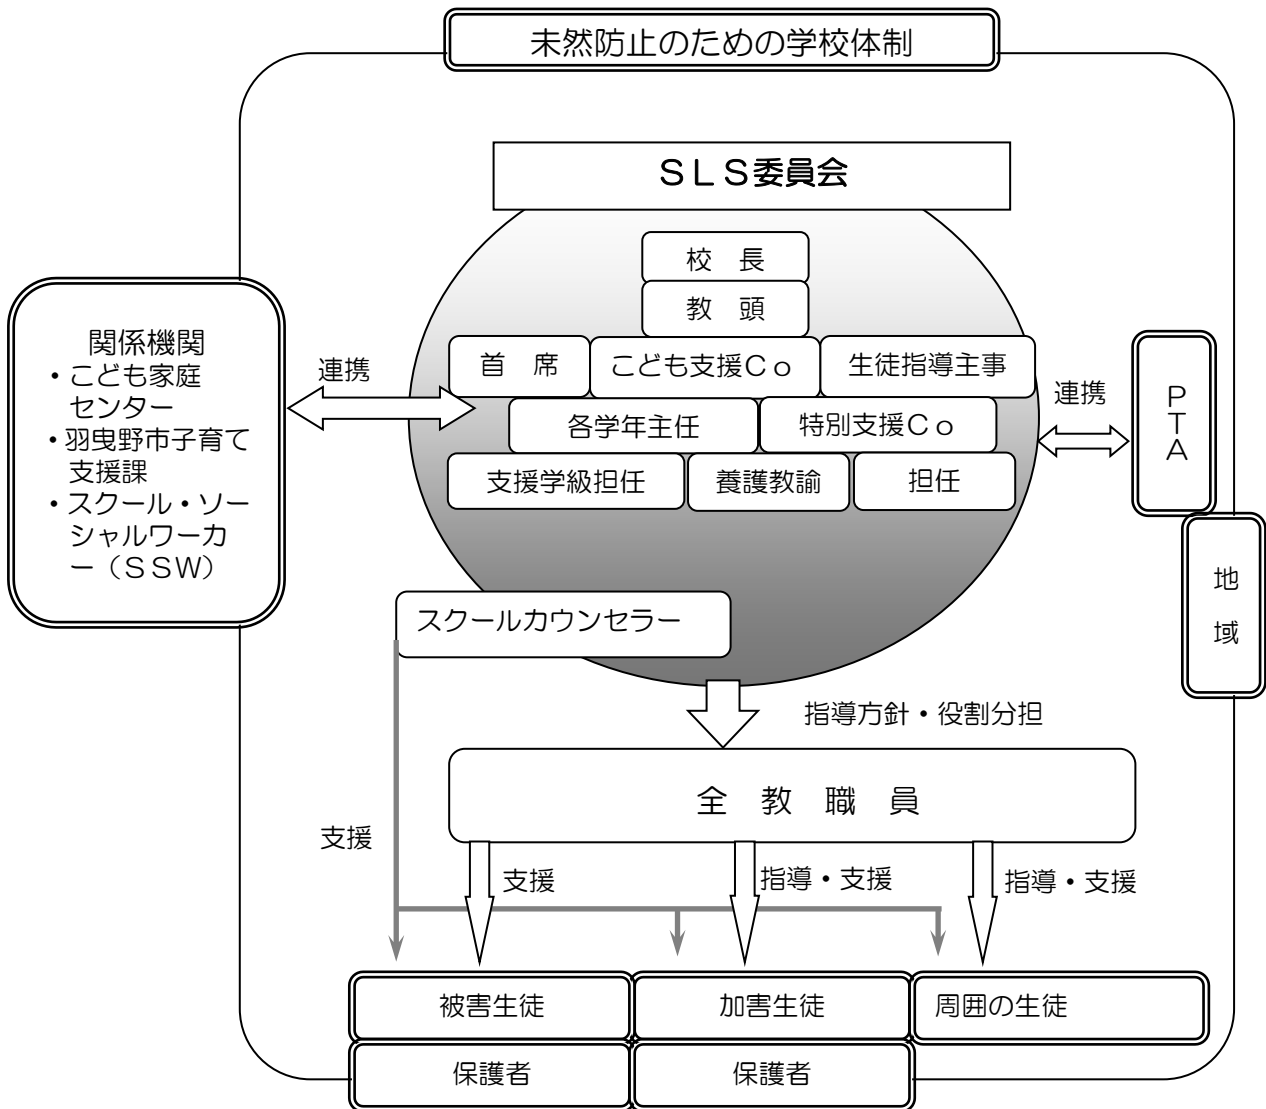 未然防止のための学校体制
ＳＬＳ委員会
校　長
教　頭
首　席
こども支援Ｃｏ
生徒指導主事
各学年主任
特別支援Ｃｏ
支援学級担任
養護教諭
担任
関係機関
・こども家庭
センター
・羽曳野市子育て
支援課
・スクール・ソー
シャルワーカ
ー（ＳＳＷ）
連携
連携
ＰＴＡ
地域
スクールカウンセラー
指導方針・役割分担
全　教　職　員
支援
支援
指導・支援
指導・支援
被害生徒
加害生徒
周囲の生徒
保護者
保護者